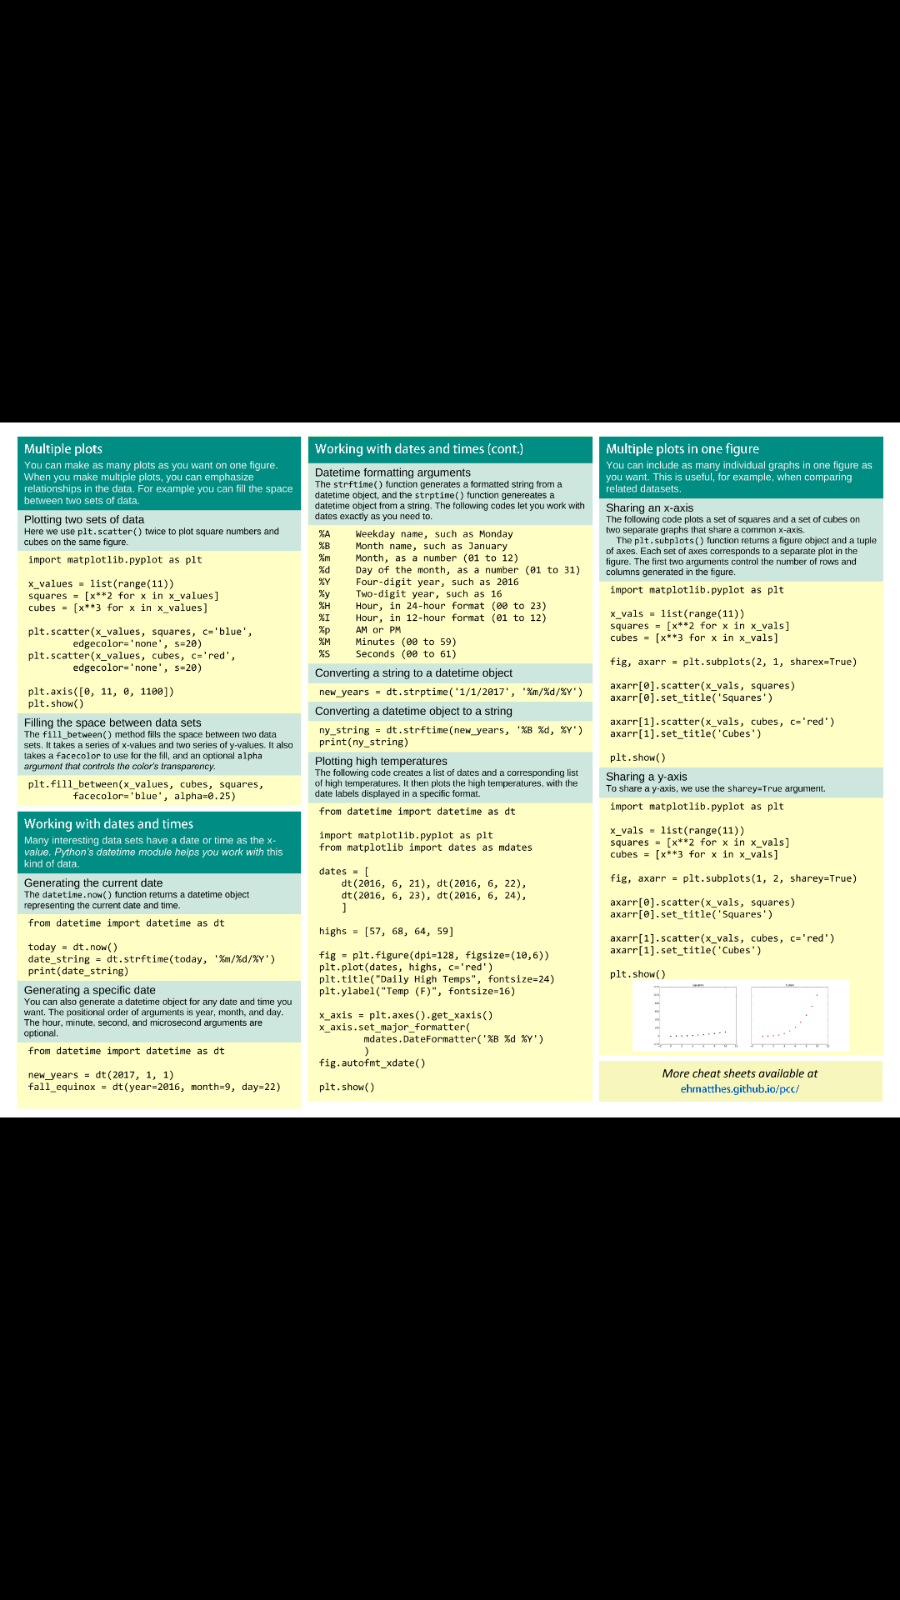 Multiple plots
You can make as many plots as you want on one figure.
When you make multiple plots, you can emphasize
relationships in the data. For example you can fill the space
between two sets of data.
Plotting two sets of data
Here we use plt.scatter() twice to plot square numbers and
cubes on the same figure.
import matplotlib.pyplot as plt
x_values = list(range(11))
squares = [x**2 for x in x_values]
cubes = [x**3 for x in x_values]
plt.scatter(x_values, squares, c='blue',
edgecolor='none', s=20)
plt.scatter(x_values, cubes, c='red',
edgecolor='none', s=20)
plt.axis([0, 11, 0, 1100])
plt.show()
Filling the space between data sets
The fill_between() method fills the space between two data
sets. It takes a series of x-values and two series of y-values. It also
takes a facecolor to use for the fill, and an optional alpha
argument that controls the color's transparency.
plt.fill_between(x_values, cubes, squares,
facecolor='blue', alpha=0.25)
Working with dates and times
Many interesting data sets have a date or time as the x-
value. Python's datetime module helps you work with this
kind of data.
Generating the current date
The datetime.now() function returns a datetime object
representing the current date and time.
from datetime import datetime as dt
today = dt.now()
date_string = dt.strftime(today, '%m/%d/%Y')
print(date_string)
Generating a specific date
You can also generate a datetime object for any date and time you
want. The positional order of arguments is year, month, and day.
The hour, minute, second, and microsecond arguments are
optional.
from datetime import datetime as dt
new_years = dt(2017, 1, 1)
fall_equinox = dt(year=2016, month=9, day=22)
Working with dates and times (cont.)
Datetime formatting arguments
The strftime() function generates a formatted string from a
datetime object, and the strptime() function genereates a
datetime object from a string. The following codes let you work with
dates exactly as you need to.
%A Weekday name, such as Monday
%B Month name, such as January
%m Month, as a number (01 to 12)
%d Day of the month, as a number (01 to 31)
%Y Four-digit year, such as 2016
%y Two-digit year, such as 16
%H Hour, in 24-hour format (00 to 23)
%I Hour, in 12-hour format (01 to 12)
%p AM or PM
%M Minutes (00 to 59)
%S Seconds (00 to 61)
Converting a string to a datetime object
new_years = dt.strptime('1/1/2017', '%m/%d/%Y')
Converting a datetime object to a string
ny_string = dt.strftime(new_years, '%B %d, %Y')
print(ny_string)
Plotting high temperatures
The following code creates a list of dates and a corresponding list
of high temperatures. It then plots the high temperatures, with the
date labels displayed in a specific format.
from datetime import datetime as dt
import matplotlib.pyplot as plt
from matplotlib import dates as mdates
dates = [
dt(2016, 6, 21), dt(2016, 6, 22),
dt(2016, 6, 23), dt(2016, 6, 24),
]
highs = [57, 68, 64, 59]
fig = plt.figure(dpi=128, figsize=(10,6))
plt.plot(dates, highs, c='red')
plt.title("Daily High Temps", fontsize=24)
plt.ylabel("Temp (F)", fontsize=16)
x_axis = plt.axes().get_xaxis()
x_axis.set_major_formatter(
mdates.DateFormatter('%B %d %Y')
)
fig.autofmt_xdate()
plt.show()
Multiple plots in one figure
You can include as many individual graphs in one figure as
you want. This is useful, for example, when comparing
related datasets.
Sharing an x-axis
The following code plots a set of squares and a set of cubes on
two separate graphs that share a common x-axis.
The plt.subplots() function returns a figure object and a tuple
of axes. Each set of axes corresponds to a separate plot in the
figure. The first two arguments control the number of rows and
columns generated in the figure.
import matplotlib.pyplot as plt
x_vals = list(range(11))
squares = [x**2 for x in x_vals]
cubes = [x**3 for x in x_vals]
fig, axarr = plt.subplots(2, 1, sharex=True)
axarr[0].scatter(x_vals, squares)
axarr[0].set_title('Squares')
axarr[1].scatter(x_vals, cubes, c='red')
axarr[1].set_title('Cubes')
plt.show()
Sharing a y-axis
To share a y-axis, we use the sharey=True argument.
import matplotlib.pyplot as plt
x_vals = list(range(11))
squares = [x**2 for x in x_vals]
cubes = [x**3 for x in x_vals]
fig, axarr = plt.subplots(1, 2, sharey=True)
axarr[0].scatter(x_vals, squares)
axarr[0].set_title('Squares')
axarr[1].scatter(x_vals, cubes, c='red')
axarr[1].set_title('Cubes')
plt.show()
More cheat sheets available at
ehmatthes.github.io/pcc/